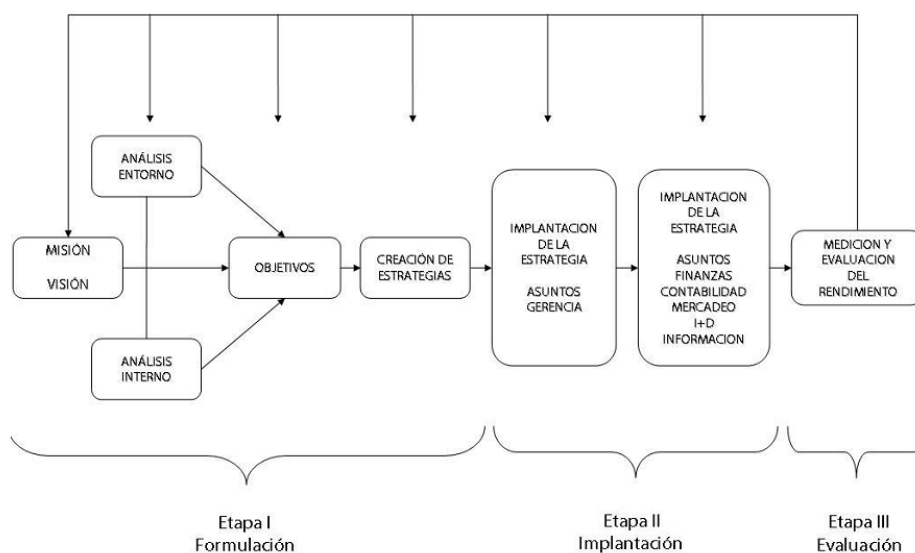 ANÁLISIS
ENTORNO
MISIÓN
VISIÓN
ANÁLISIS
INTERNO
OBJETIVOS
CREACIÓN DE
ESTRATEGIAS
IMPLANTACION
DE LA
ESTRATEGIA
ASUNTOS
GERENCIA
IMPLANTACION
DE LA
ESTRATEGIA
ASUNTOS
FINANZAS
CONTABILIDAD
MERCADEO
I+D
INFORMACION
MEDICION Y
EVALUACION
DEL
RENDIMIENTO
Etapa I
Formulación
Etapa II
Implantación
Etapa III
Evaluación